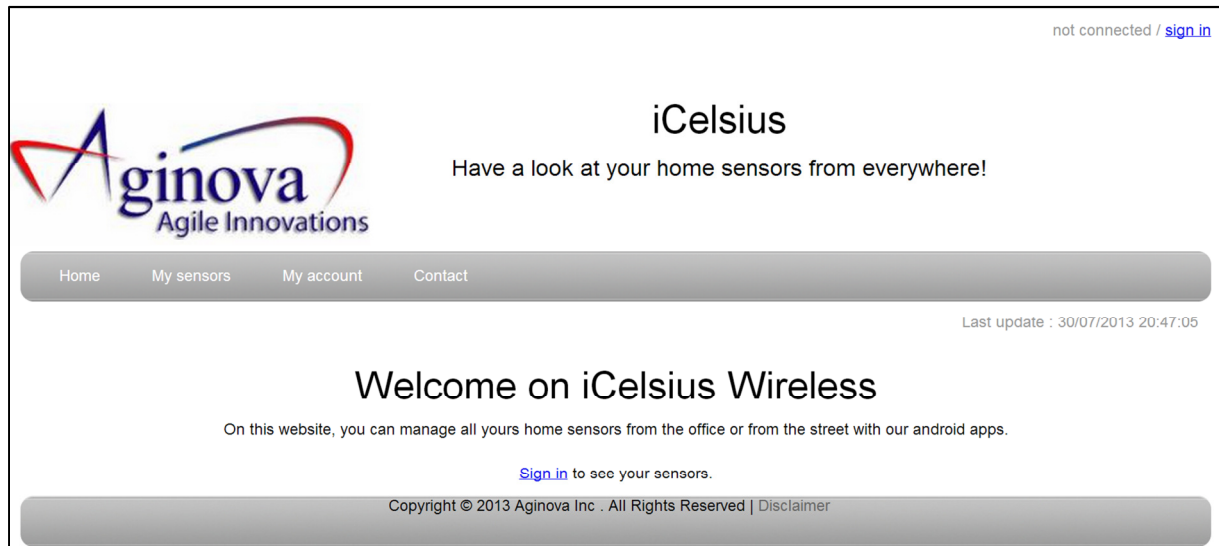 not connected / sign in
iCelsius
Have a look at your home sensors from everywhere!
Aginova
Agile Innovations
Home My sensors My account Contact
Last update : 30/07/2013 20:47:05
Welcome on iCelsius Wireless
On this website, you can manage all yours home sensors from the office or from the street with our android apps.
Sign in to see your sensors.
Copyright © 2013 Aginova Inc . All Rights Reserved | Disclaimer